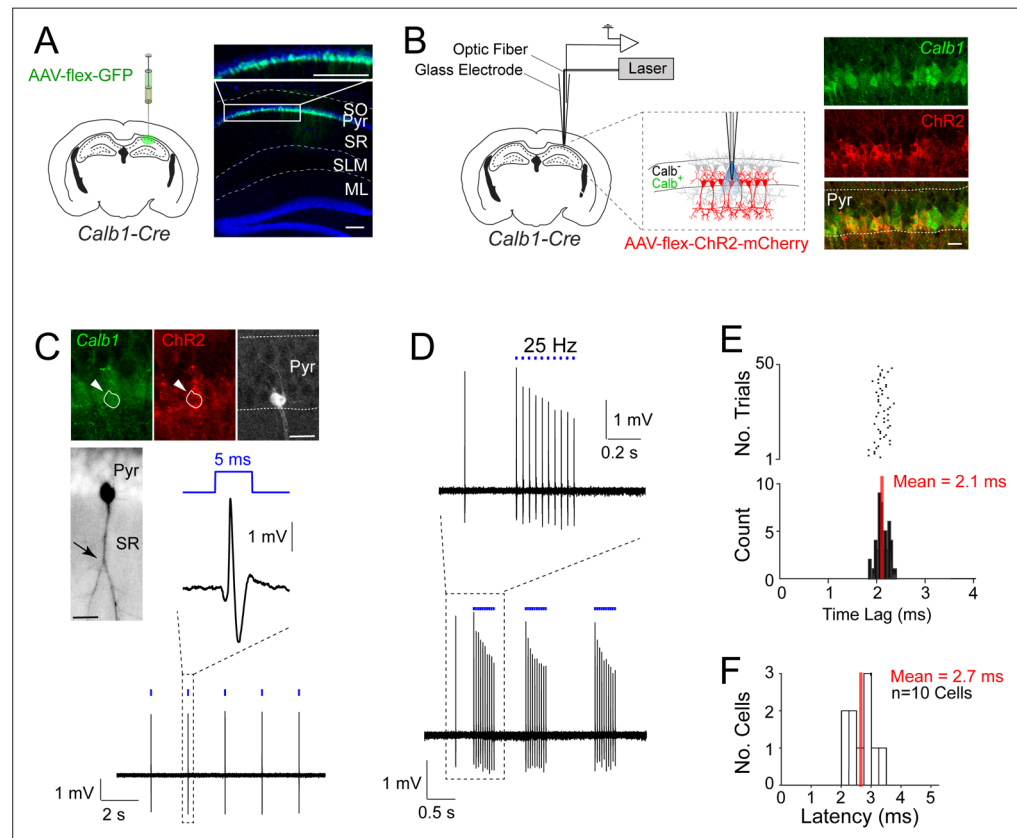 A
AAV-flex-GFP
Calb1-Cre
SO
Pyr
SR
SLM
ML
B
Optic Fiber
Glass Electrode
Laser
Calb-
Calb+
Calb1-Cre
AAV-flex-ChR2-mCherry
Calb1
ChR2
Pyr
C
Calb1
ChR2
Pyr
Pyr
SR
5 ms
1 mV
1 mV
2 s
D
25 Hz
1 mV
0.2 s
1 mV
0.5 s
E
No. Trials
50
1
Mean = 2.1 ms
Count
10
5
0
0 1 2 3 4
Time Lag (ms)
F
No. Cells
3
2
1
0
Mean = 2.7 ms
n=10 Cells
0 1 2 3 4 5
Latency (ms)